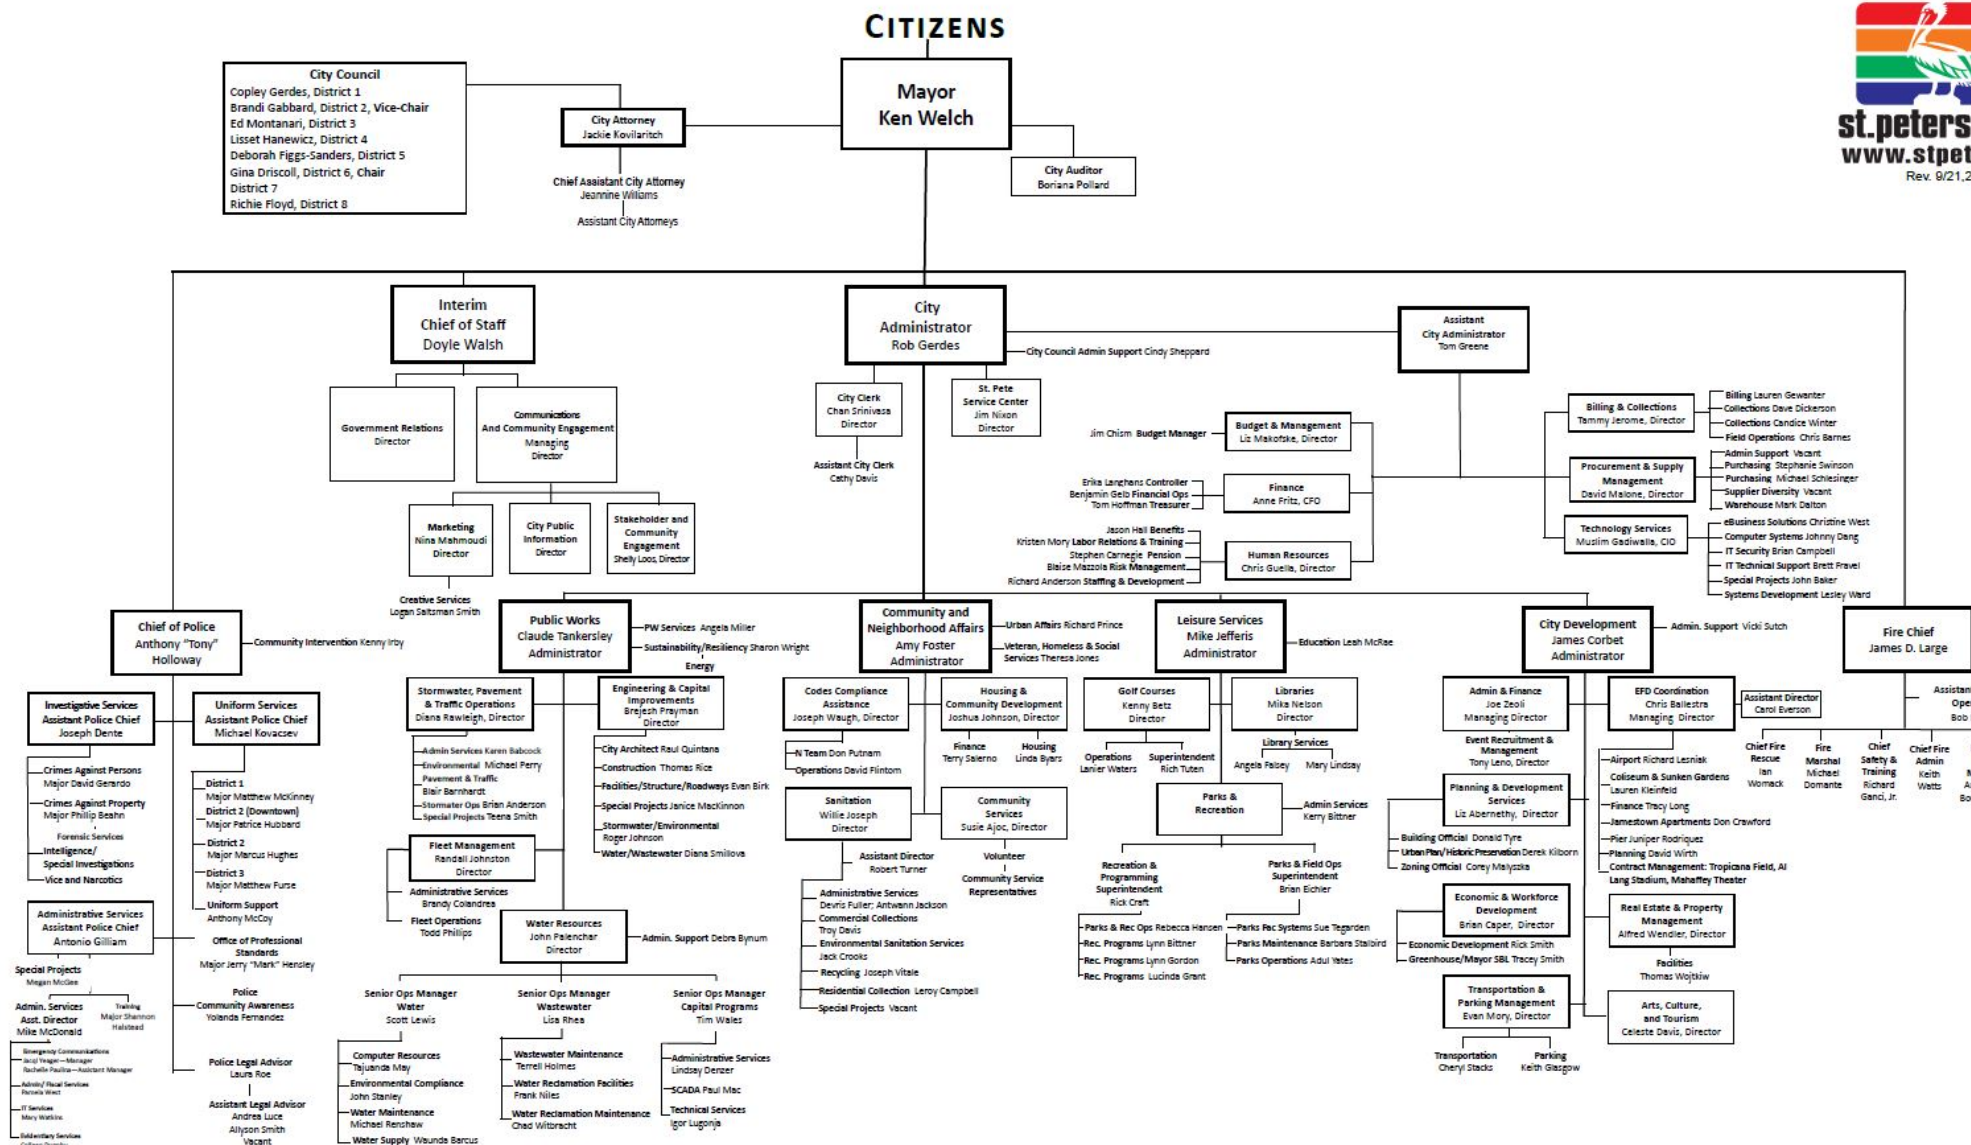 CITIZENS
City Council
Copley Gerdes, District 1
Brandi Gabbard, District 2, Vice-Chair
Ed Montanari, District 3
Lisset Hanewicz, District 4
Deborah Figgs-Sanders, District 5
Gina Driscoll, District 6, Chair
District 7
Richie Floyd, District 8
City Attorney
Jackie Kovilaritch
Chief Assistant City Attorney
Jeannine Williams
Assistant City Attorneys
Mayor
Ken Welch
City Auditor
Boriana Pollard
st.peters
www.stpet
Rev. 9/21,2
Interim
Chief of Staff
Doyle Walsh
Government Relations
Director
Communications
And Community Engagement
Managing
Director
Marketing
Nina Mahmoudi
Director
City Public
Information
Director
Stakeholder and
Community
Engagement
Shelly Loos, Director
Creative Services
Logan Saltsman Smith
City
Administrator
Rob Gerdes
City Council Admin Support Cindy Sheppard
City Clerk
Chan Srinivasa
Director
Assistant City Clerk
Cathy Davis
St. Pete
Service Center
Jim Nixon
Director
Assistant
City Administrator
Tom Greene
Jim Chism Budget Manager
Budget & Management
Liz Makofske, Director
Erika Langhans Controller
Benjamin Gelb Financial Ops
Tom Hoffman Treasurer
Finance
Anne Fritz, CFO
Jason Hall Benefits
Kristen Mory Labor Relations & Training
Stephen Carnegie Pension
Blaise Mazzola Risk Management
Richard Anderson Staffing & Development
Human Resources
Chris Guella, Director
Billing & Collections
Tammy Jerome, Director
Billing Lauren Gewanter
Collections Dave Dickerson
Collections Candice Winter
Field Operations Chris Barnes
Procurement & Supply
Management
David Malone, Director
Admin Support Vacant
Purchasing Stephanie Swinson
Purchasing Michael Schlesinger
Supplier Diversity Vacant
Warehouse Mark Dalton
Technology Services
Muslim Gadiwalla, CIO
eBusiness Solutions Christine West
Computer Systems Johnny Dang
IT Security Brian Campbell
IT Technical Support Brett Fravel
Special Projects John Baker
Systems Development Lesley Ward
Chief of Police
Anthony "Tony"
Holloway
Community Intervention Kenny Irby
Investigative Services
Assistant Police Chief
Joseph Dente
Crimes Against Persons
Major David Gerardo
Crimes Against Property
Major Phillip Beahn
Forensic Services
Intelligence/
Special Investigations
Vice and Narcotics
Uniform Services
Assistant Police Chief
Michael Kovacsev
District 1
Major Matthew McKinney
District 2 (Downtown)
Major Patrice Hubbard
District 2
Major Marcus Hughes
District 3
Major Matthew Furse
Uniform Support
Anthony McCoy
Administrative Services
Assistant Police Chief
Antonio Gilliam
Special Projects
Megan McGee
Admin. Services
Asst. Director
Mike McDonald
Training
Major Shannon
Halstead
Emergency Communications
Jacqi Yeager—Manager
Rachelle Paulina—Assistant Manager
Admin/ Fiscal Services
Pamela West
IT Services
Mary Watkins
Evidentiary Services
Office of Professional
Standards
Major Jerry "Mark" Hensley
Police
Community Awareness
Yolanda Fernandez
Police Legal Advisor
Laura Roe
Assistant Legal Advisor
Andrea Luce
Allyson Smith
Vacant
Public Works
Claude Tankersley
Administrator
PW Services Angela Miller
Sustainability/Resiliency Sharon Wright
Energy
Stormwater, Pavement
& Traffic Operations
Diana Rawleigh, Director
Admin Services Karen Babcock
Environmental Michael Perry
Pavement & Traffic
Blair Barnhardt
Stormater Ops Brian Anderson
Special Projects Teena Smith
Engineering & Capital
Improvements
Brejesh Prayman
Director
City Architect Raul Quintana
Construction Thomas Rice
Facilities/Structure/Roadways Evan Birk
Special Projects Janice MacKinnon
Stormwater/Environmental
Roger Johnson
Water/Wastewater Diana Smillova
Fleet Management
Randall Johnston
Director
Administrative Services
Brandy Colandrea
Fleet Operations
Todd Phillips
Water Resources
John Palenchar
Director
Admin. Support Debra Bynum
Senior Ops Manager
Water
Scott Lewis
Computer Resources
Tajuanda May
Environmental Compliance
John Stanley
Water Maintenance
Michael Renshaw
Water Supply Waunda Barcus
Senior Ops Manager
Wastewater
Lisa Rhea
Wastewater Maintenance
Terrell Holmes
Water Reclamation Facilities
Frank Niles
Water Reclamation Maintenance
Chad Witbracht
Senior Ops Manager
Capital Programs
Tim Wales
Administrative Services
Lindsay Denzer
SCADA Paul Mac
Technical Services
Igor Lugonja
Community and
Neighborhood Affairs
Amy Foster
Administrator
Urban Affairs Richard Prince
Veteran, Homeless & Social
Services Theresa Jones
Codes Compliance
Assistance
Joseph Waugh, Director
N Team Don Putnam
Operations David Flintom
Housing &
Community Development
Joshua Johnson, Director
Finance
Terry Salerno
Housing
Linda Byars
Sanitation
Willie Joseph
Director
Assistant Director
Robert Turner
Administrative Services
Devris Fuller; Antwann Jackson
Commercial Collections
Troy Davis
Environmental Sanitation Services
Jack Crooks
Recycling Joseph Vitale
Residential Collection Leroy Campbell
Special Projects Vacant
Community
Services
Susie Ajoc, Director
Volunteer
Community Service
Representatives
Leisure Services
Mike Jefferis
Administrator
Education Leah McRae
Golf Courses
Kenny Betz
Director
Operations
Lanier Waters
Superintendent
Rich Tuten
Libraries
Mika Nelson
Director
Library Services
Angela Falsey
Mary Lindsay
Parks &
Recreation
Admin Services
Kerry Bittner
Recreation &
Programming
Superintendent
Rick Craft
Parks & Rec Ops Rebecca Hansen
Rec. Programs Lynn Bittner
Rec. Programs Lynn Gordon
Rec. Programs Lucinda Grant
Parks & Field Ops
Superintendent
Brian Eichler
Parks Fac Systems Sue Tegarden
Parks Maintenance Barbara Stalbird
Parks Operations Adul Yates
City Development
James Corbet
Administrator
Admin. Support Vicki Sutch
Admin & Finance
Joe Zeoli
Managing Director
Event Recruitment &
Management
Tony Leno, Director
Planning & Development
Services
Liz Abernethy, Director
Building Official Donald Tyre
Urban Plan/Historic Preservation Derek Kilborn
Zoning Official Corey Malyszka
Economic & Workforce
Development
Brian Caper, Director
Economic Development Rick Smith
Greenhouse/Mayor SBL Tracey Smith
Transportation &
Parking Management
Evan Mory, Director
Transportation
Cheryl Stacks
Parking
Keith Glasgow
EFD Coordination
Chris Ballestra
Managing Director
Assistant Director
Carol Everson
Airport Richard Lesniak
Coliseum & Sunken Gardens
Lauren Kleinfeld
Finance Tracy Long
Jamestown Apartments Don Crawford
Pier Juniper Rodriquez
Planning David Wirth
Contract Management: Tropicana Field, Al
Lang Stadium, Mahaffey Theater
Real Estate & Property
Management
Alfred Wendler, Director
Facilities
Thomas Wojtkiw
Arts, Culture,
and Tourism
Celeste Davis, Director
Fire Chief
James D. Large
Assistan
Ope
Bob
Chief Fire
Rescue
Ian
Womack
Fire
Marshal
Michael
Domante
Chief
Safety &
Training
Richard
Ganci, Jr.
Chief Fire
Admin
Keith
Watts